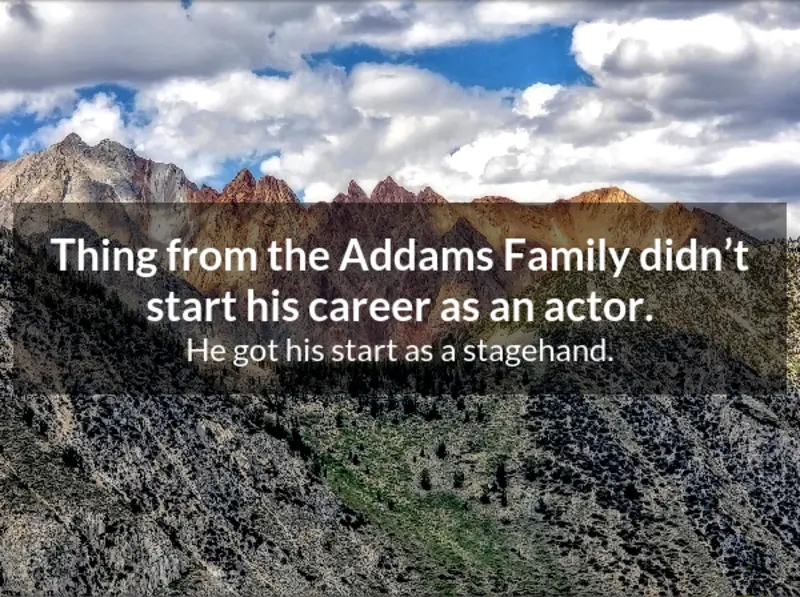 Thing from the Addams Family didn’t
start his career as an actor.
He got his start as a stagehand.